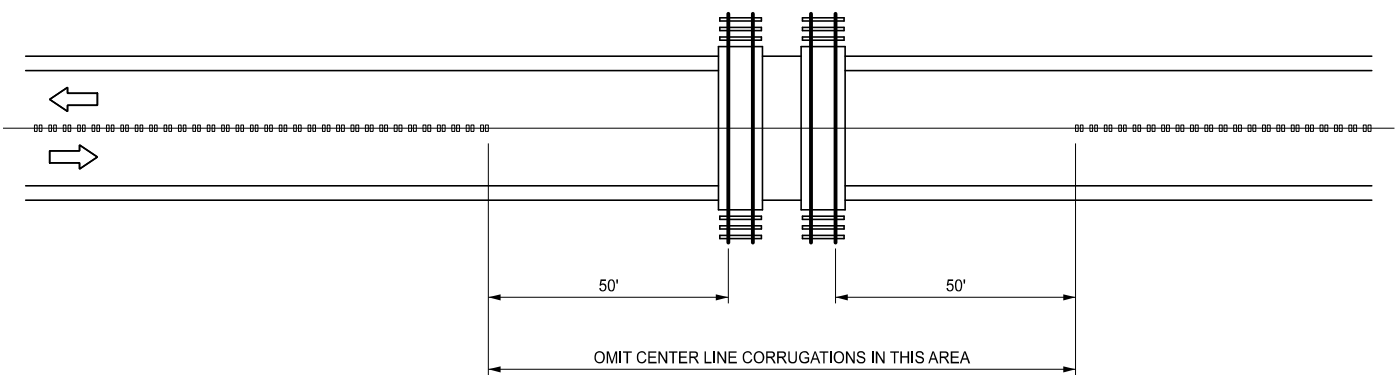 50'
50'
OMIT CENTER LINE CORRUGATIONS IN THIS AREA